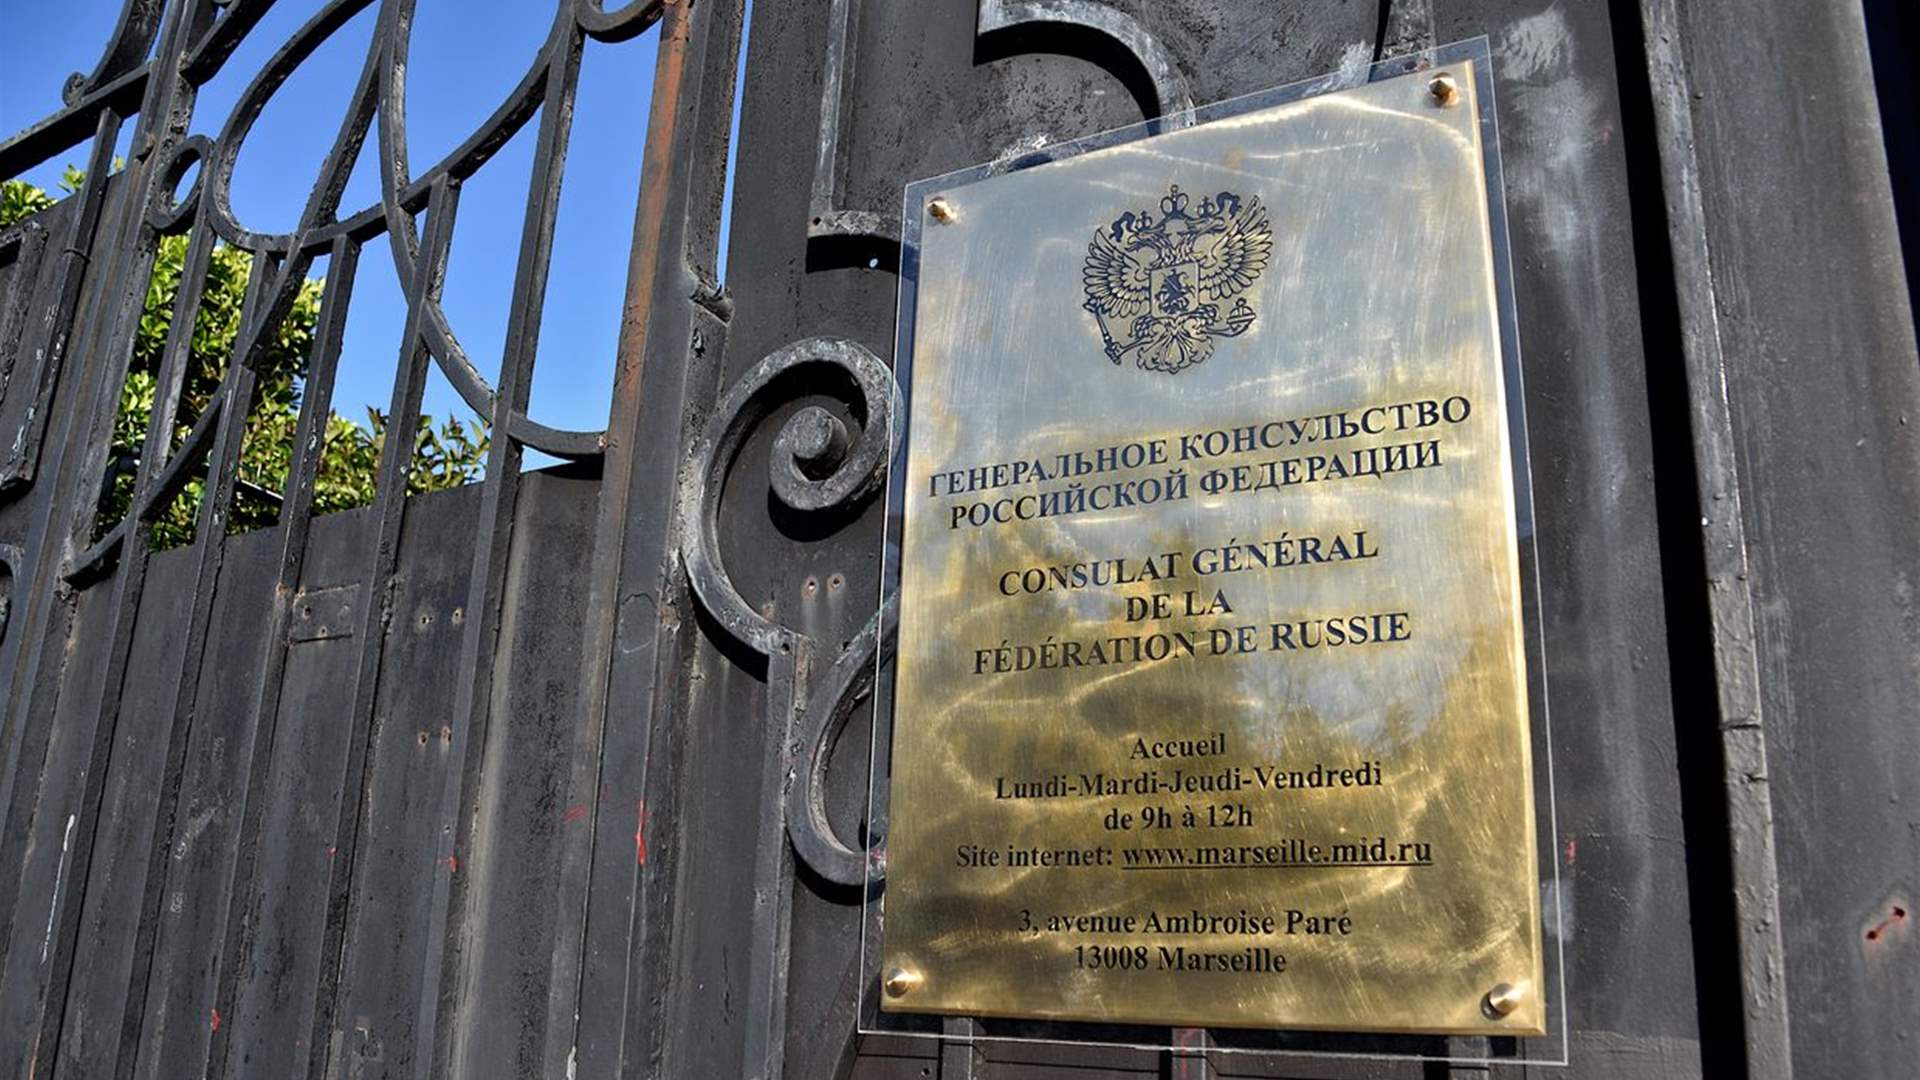 ГЕНЕРАЛЬНОЕ КОНСУЛЬСТВО
РОССИЙСКОЙ ФЕДЕРАЦИИ
CONSULAT GÉNÉRAL
DE LA
FÉDÉRATION DE RUSSIE
Accueil
Lundi-Mardi-Jeudi-Vendredi
de 9h à 12h
Site internet: www.marseille.mid.ru
3, avenue Ambroise Paré
13008 Marseille